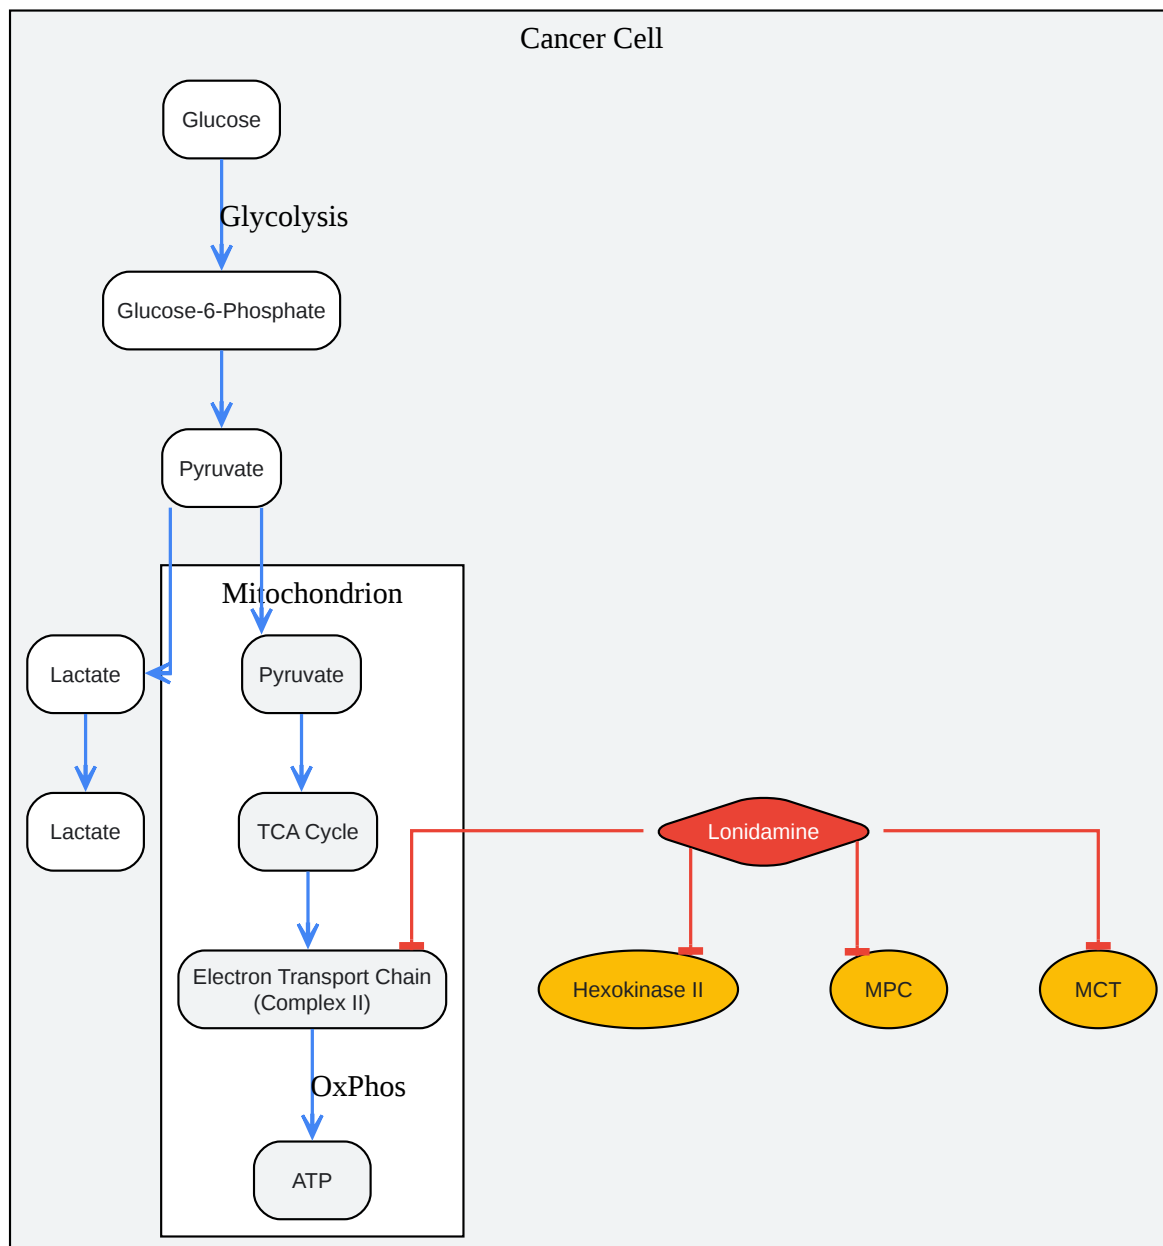 Cancer Cell
Glucose
Glycolysis
Glucose-6-Phosphate
Pyruvate
Mitochondrion
Lactate
Pyruvate
Lactate
TCA Cycle
Lonidamine
Electron Transport Chain
(Complex II)
Hexokinase II
MPC
MCT
OxPhos
ATP